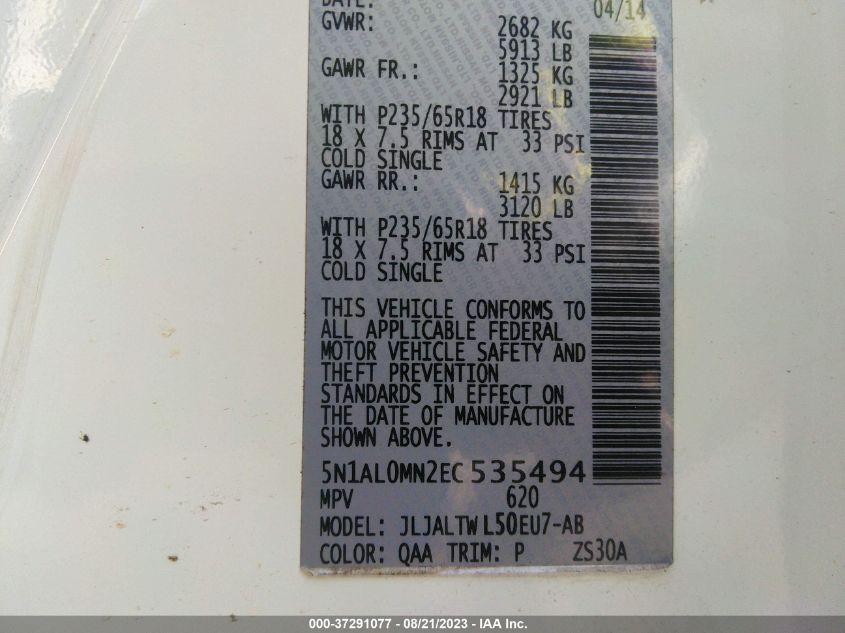 DATE: 04/14
GVWR: 2682 KG
5913 LB
GAWR FR.: 1325 KG
2921 LB
WITH P235/65R18 TIRES
18 X 7.5 RIMS AT 33 PSI
COLD SINGLE
GAWR RR.: 1415 KG
3120 LB
WITH P235/65R18 TIRES
18 X 7.5 RIMS AT 33 PSI
COLD SINGLE
THIS VEHICLE CONFORMS TO
ALL APPLICABLE FEDERAL
MOTOR VEHICLE SAFETY AND
THEFT PREVENTION
STANDARDS IN EFFECT ON
THE DATE OF MANUFACTURE
SHOWN ABOVE.
5N1AL0MN2EC535494
MPV 620
MODEL: JLJALTWL50EU7-AB
COLOR: QAA TRIM: P ZS30A
000-37291077 - 08/21/2023 - IAA Inc.